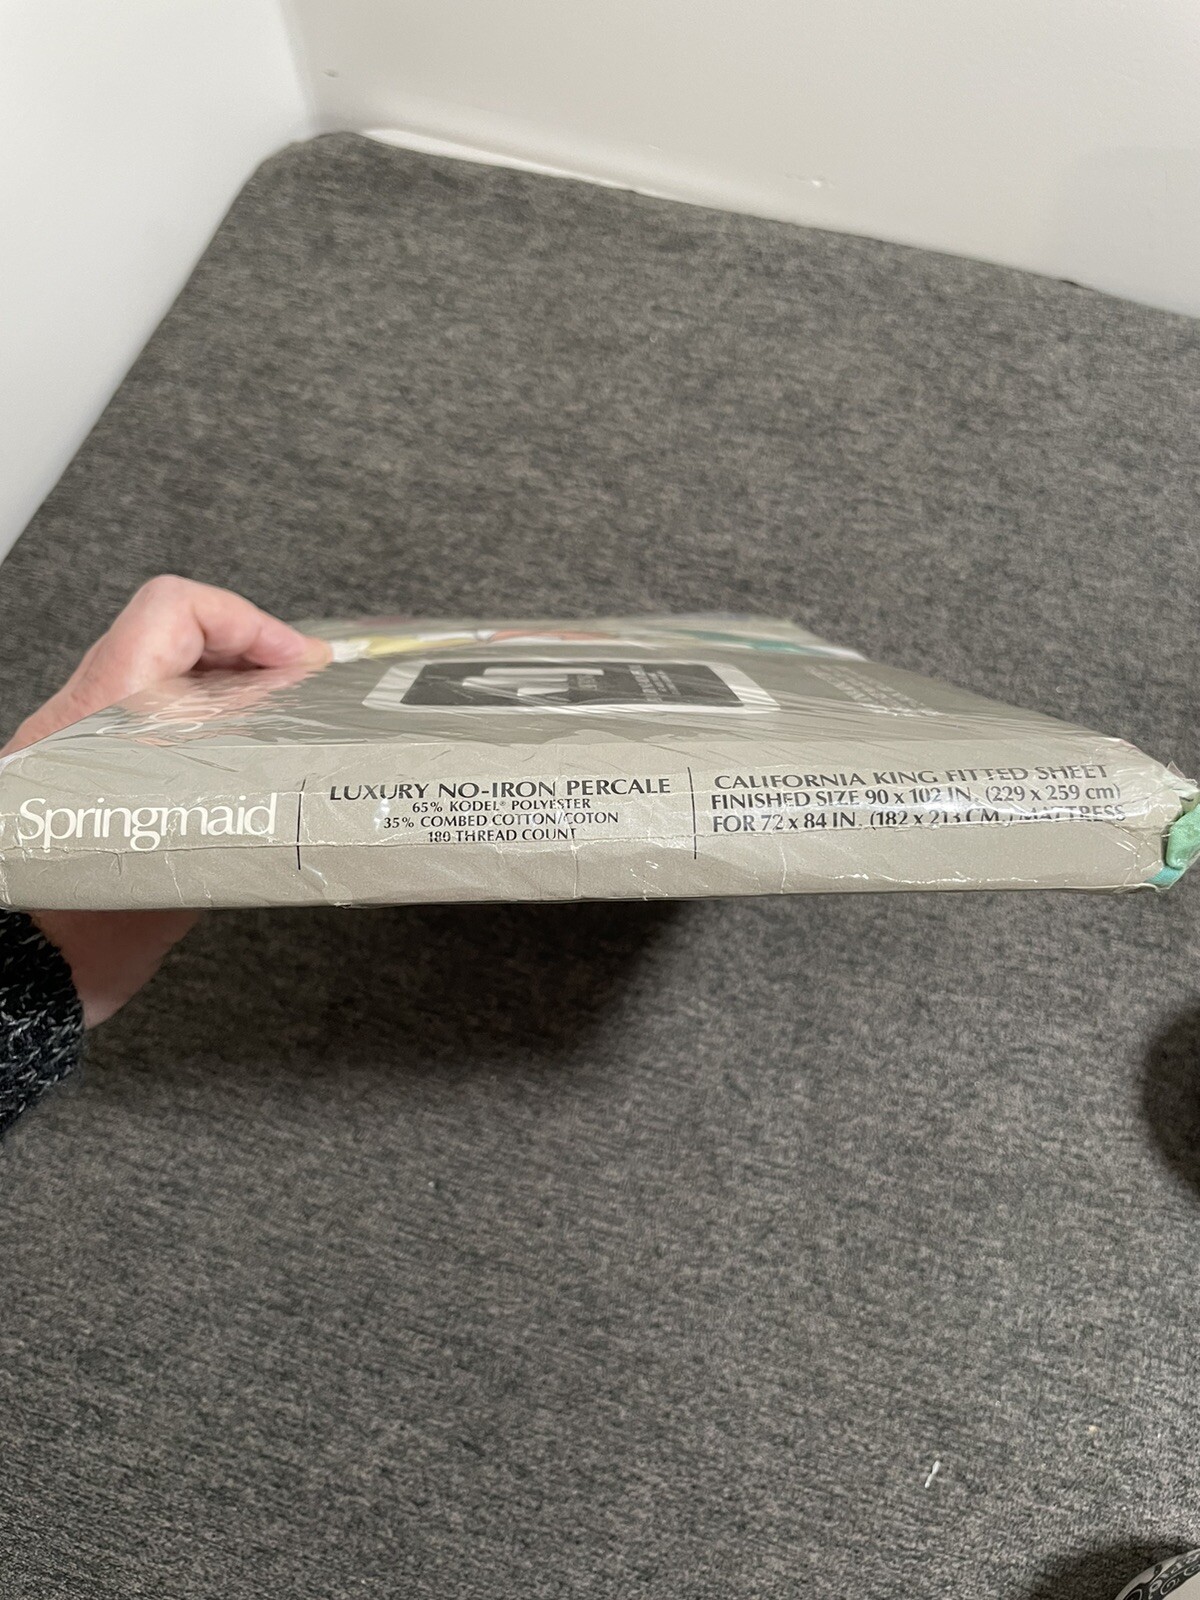 Springmaid
LUXURY NO-IRON PERCALE
65% KODEL® POLYESTER
35% COMBED COTTON/COTON
180 THREAD COUNT
CALIFORNIA KING FITTED SHEET
FINISHED SIZE 90 x 102 IN. (229 x 259 cm)
FOR 72 x 84 IN. (182 x 213 CM.) MATTRESS